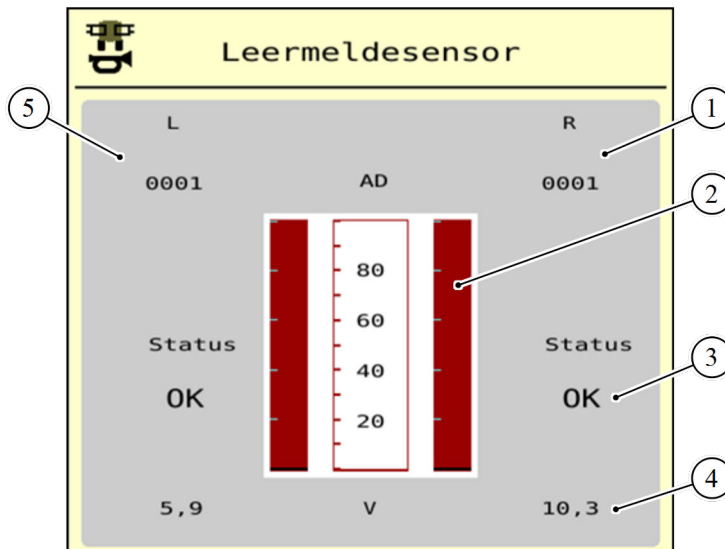 Leermeldesensor
5
L
R
1
0001
AD
0001
2
80
60
Status
Status
3
40
OK
OK
20
4
5,9
V
10,3